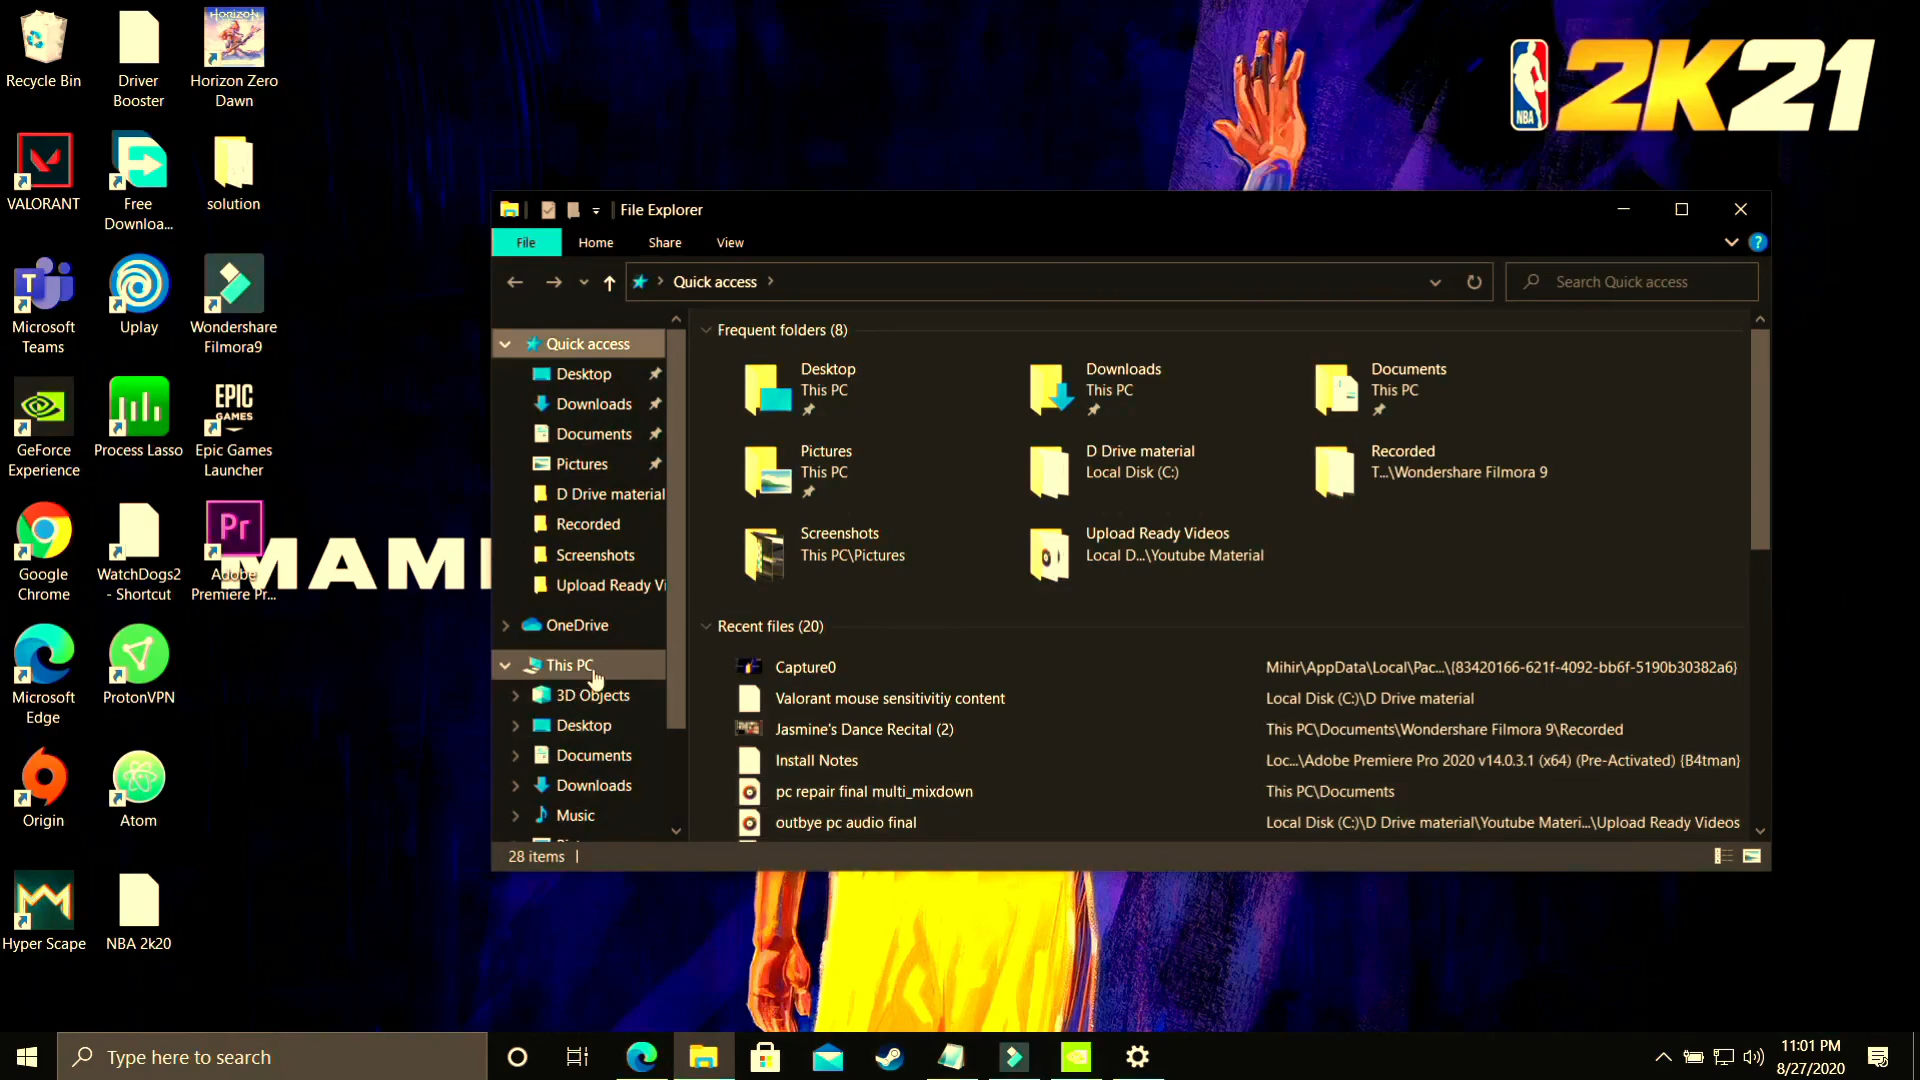 Recycle Bin
Driver
Booster
HORIZON
Horizon Zero
Dawn
VALORANT
Free
Downloa...
solution
Microsoft
Teams
Uplay
Wondershare
Filmora9
GeForce
Experience
Process Lasso
EPIC
GAMES
Epic Games
Launcher
Google
Chrome
WatchDogs2
- Shortcut
Pr
Adobe
Premiere Pr...
Microsoft
Edge
ProtonVPN
Origin
Atom
Hyper Scape
NBA 2k20
NBA
2K21
File Explorer
File
Home
Share
View
Quick access
Search Quick access
Quick access
Desktop
Downloads
Documents
Pictures
D Drive material
Recorded
Screenshots
Upload Ready Vi
OneDrive
This PC
3D Objects
Desktop
Documents
Downloads
Music
Frequent folders (8)
Desktop
This PC
Downloads
This PC
Documents
This PC
Pictures
This PC
D Drive material
Local Disk (C:)
Recorded
T...\Wondershare Filmora 9
Screenshots
This PC\Pictures
Upload Ready Videos
Local D...\Youtube Material
Recent files (20)
Capture0 Mihir\AppData\Local\Pac...\{83420166-621f-4092-bb6f-5190b30382a6}
Valorant mouse sensitivitiy content Local Disk (C:)\D Drive material
Jasmine's Dance Recital (2) This PC\Documents\Wondershare Filmora 9\Recorded
Install Notes Loc...\Adobe Premiere Pro 2020 v14.0.3.1 (x64) (Pre-Activated) {B4tman}
pc repair final multi_mixdown This PC\Documents
outbye pc audio final Local Disk (C:)\D Drive material\Youtube Materi...\Upload Ready Videos
28 items
Type here to search
11:01 PM
8/27/2020